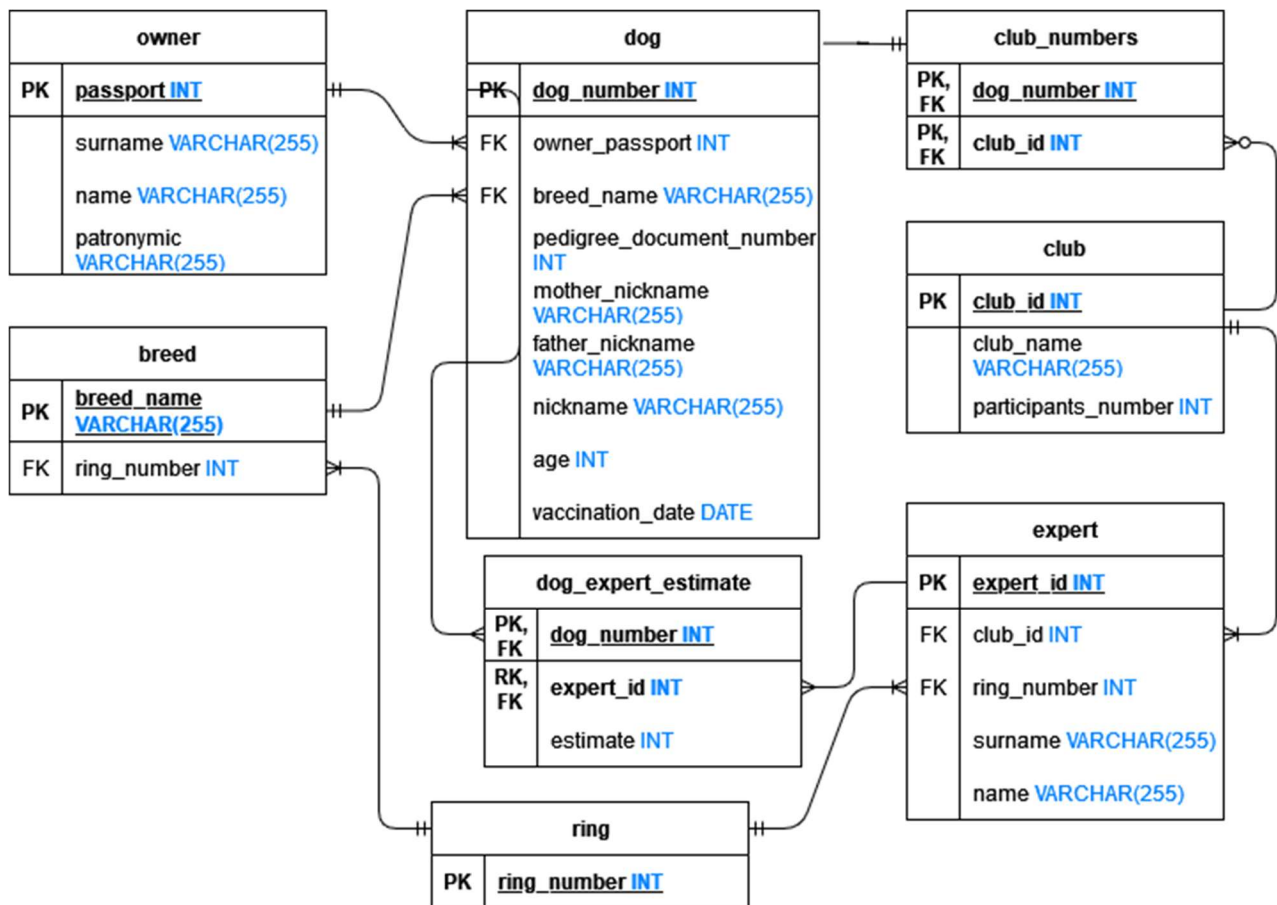 owner
PK passport INT
surname VARCHAR(255)
name VARCHAR(255)
patronymic
VARCHAR(255)
breed
PK breed_name
VARCHAR(255)
FK ring_number INT
dog
PK dog_number INT
FK owner_passport INT
FK breed_name VARCHAR(255)
pedigree_document_number
INT
mother_nickname
VARCHAR(255)
father_nickname
VARCHAR(255)
nickname VARCHAR(255)
age INT
vaccination_date DATE
dog_expert_estimate
PK,
FK dog_number INT
RK,
FK expert_id INT
estimate INT
ring
PK ring_number INT
club_numbers
PK,
FK dog_number INT
PK,
FK club_id INT
club
PK club_id INT
club_name
VARCHAR(255)
participants_number INT
expert
PK expert_id INT
FK club_id INT
FK ring_number INT
surname VARCHAR(255)
name VARCHAR(255)